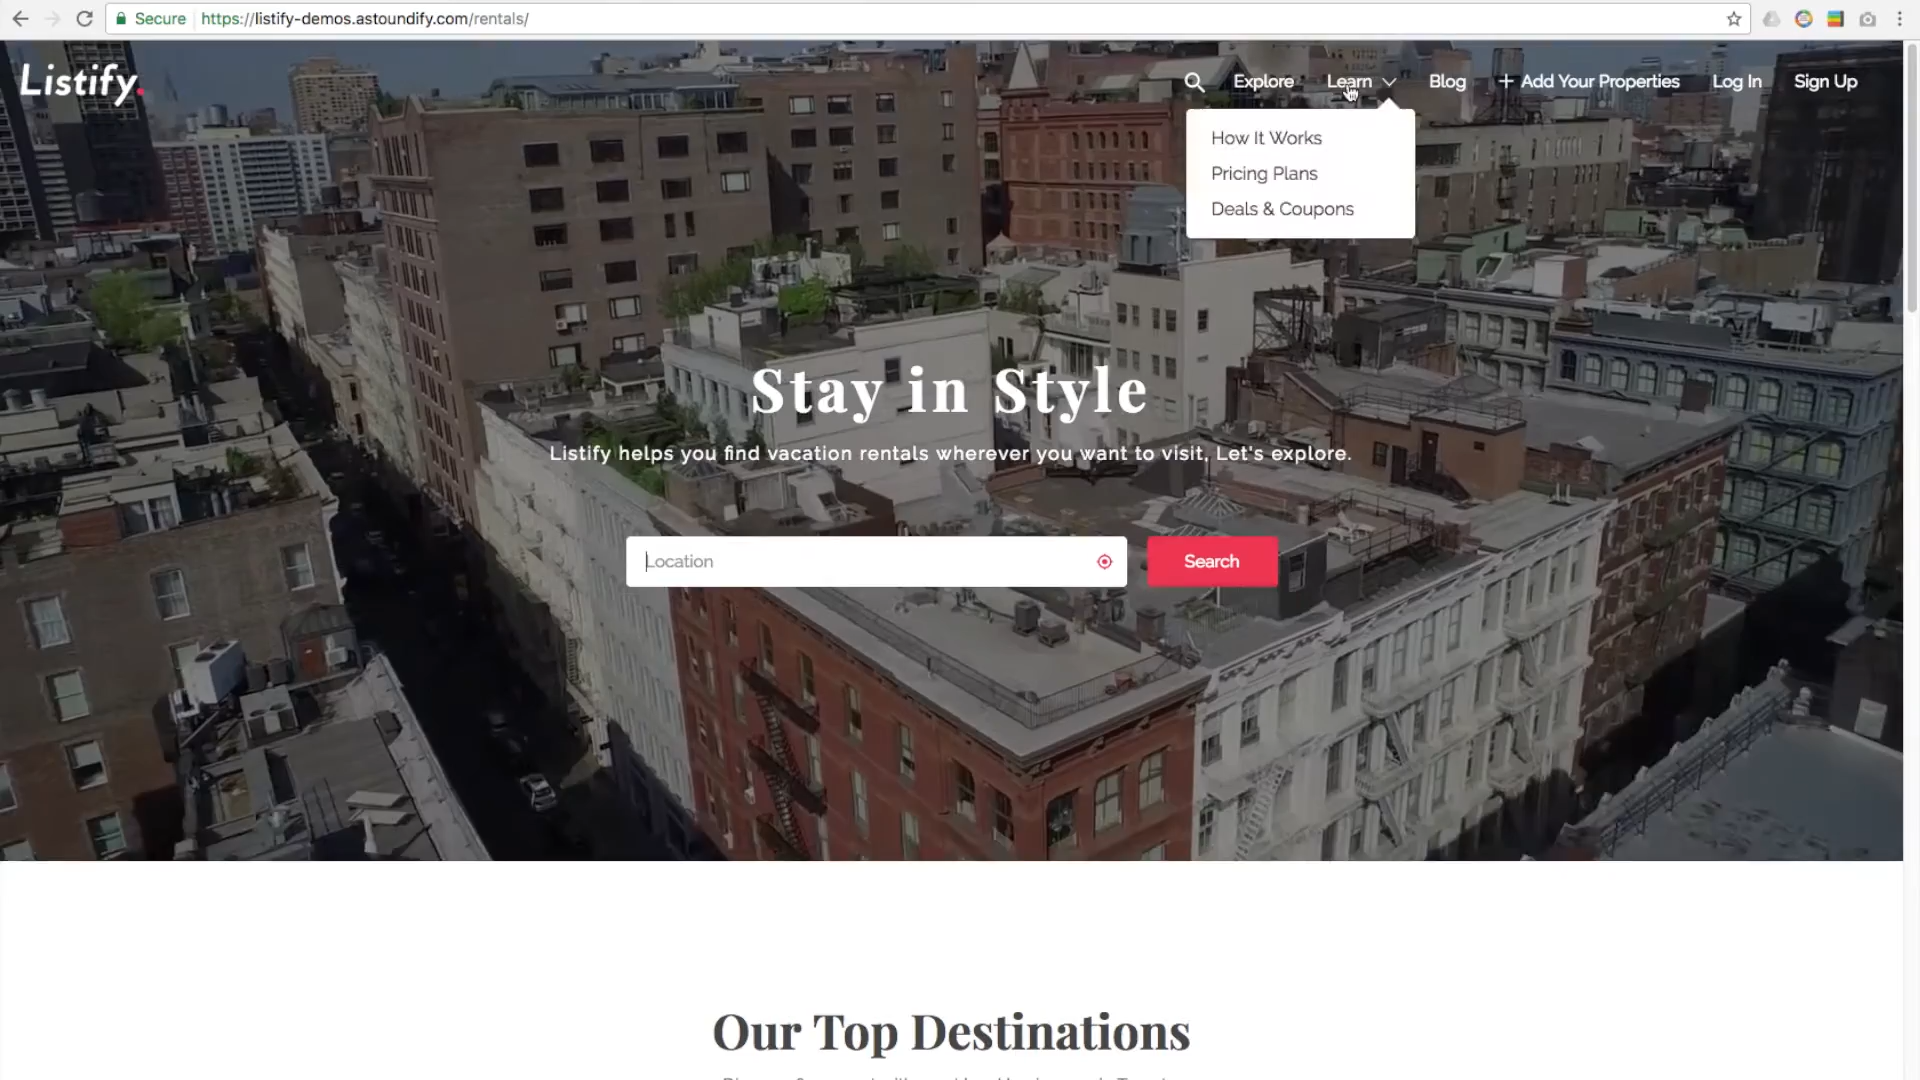 Secure https://listify-demos.astoundify.com/rentals/
Listify.
Explore Learn Blog + Add Your Properties Log In Sign Up
How It Works
Pricing Plans
Deals & Coupons
Stay in Style
Listify helps you find vacation rentals wherever you want to visit, Let's explore.
Location
Search
Our Top Destinations